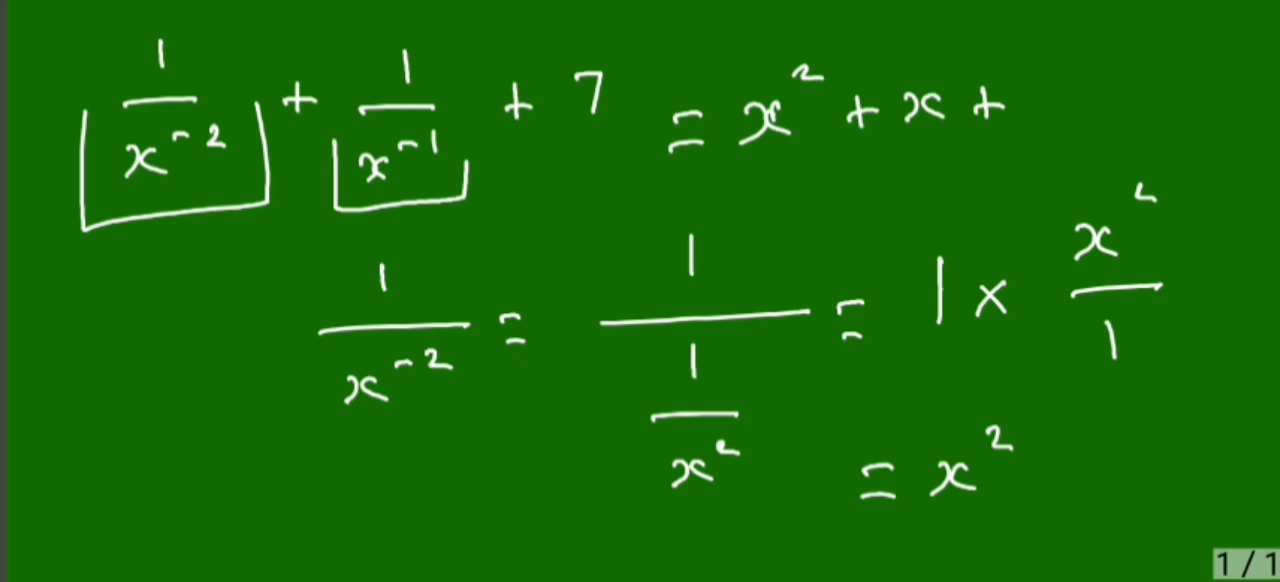 1/x⁻² + 1/x⁻¹ + 7 = x² + x +
1/x⁻² = 1/(1/x²) = 1 × x²/1
= x²
1/1